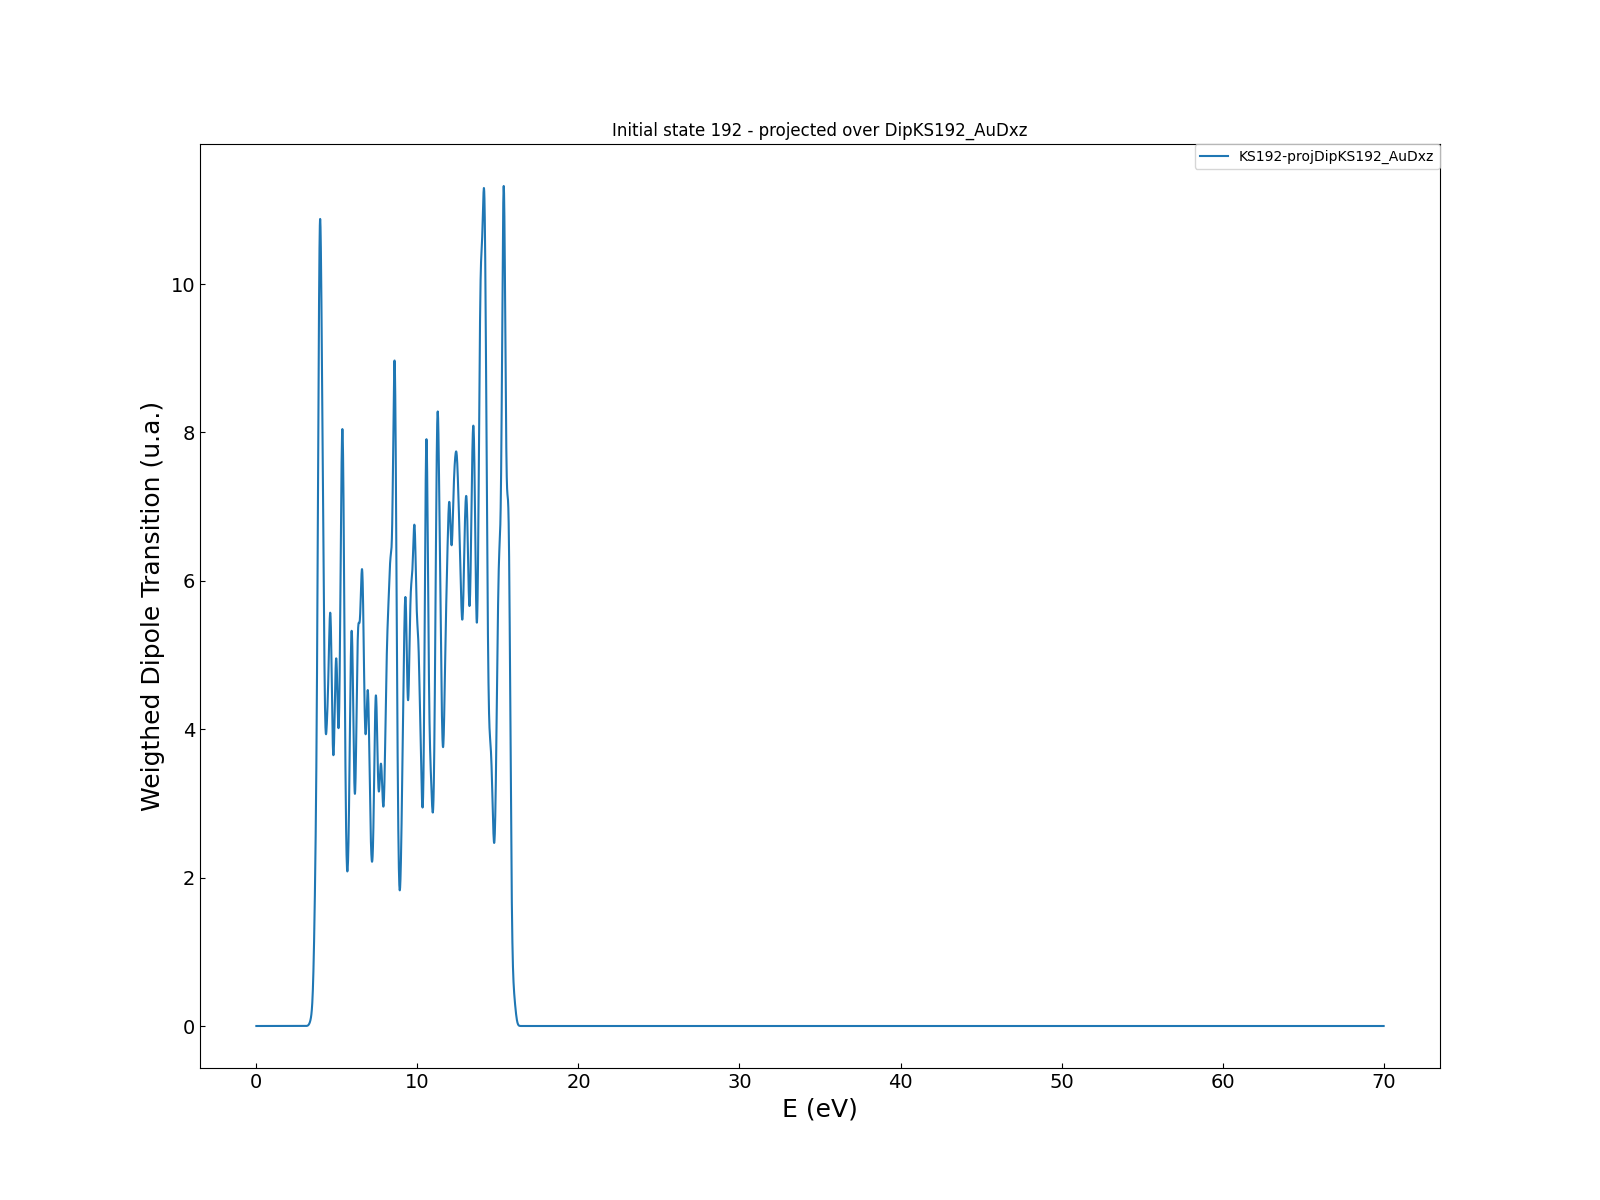 Initial state 192 - projected over DipKS192_AuDxz
KS192-projDipKS192_AuDxz
Weigthed Dipole Transition (u.a.)
10
8
6
4
2
0
0 10 20 30 40 50 60 70
E (eV)